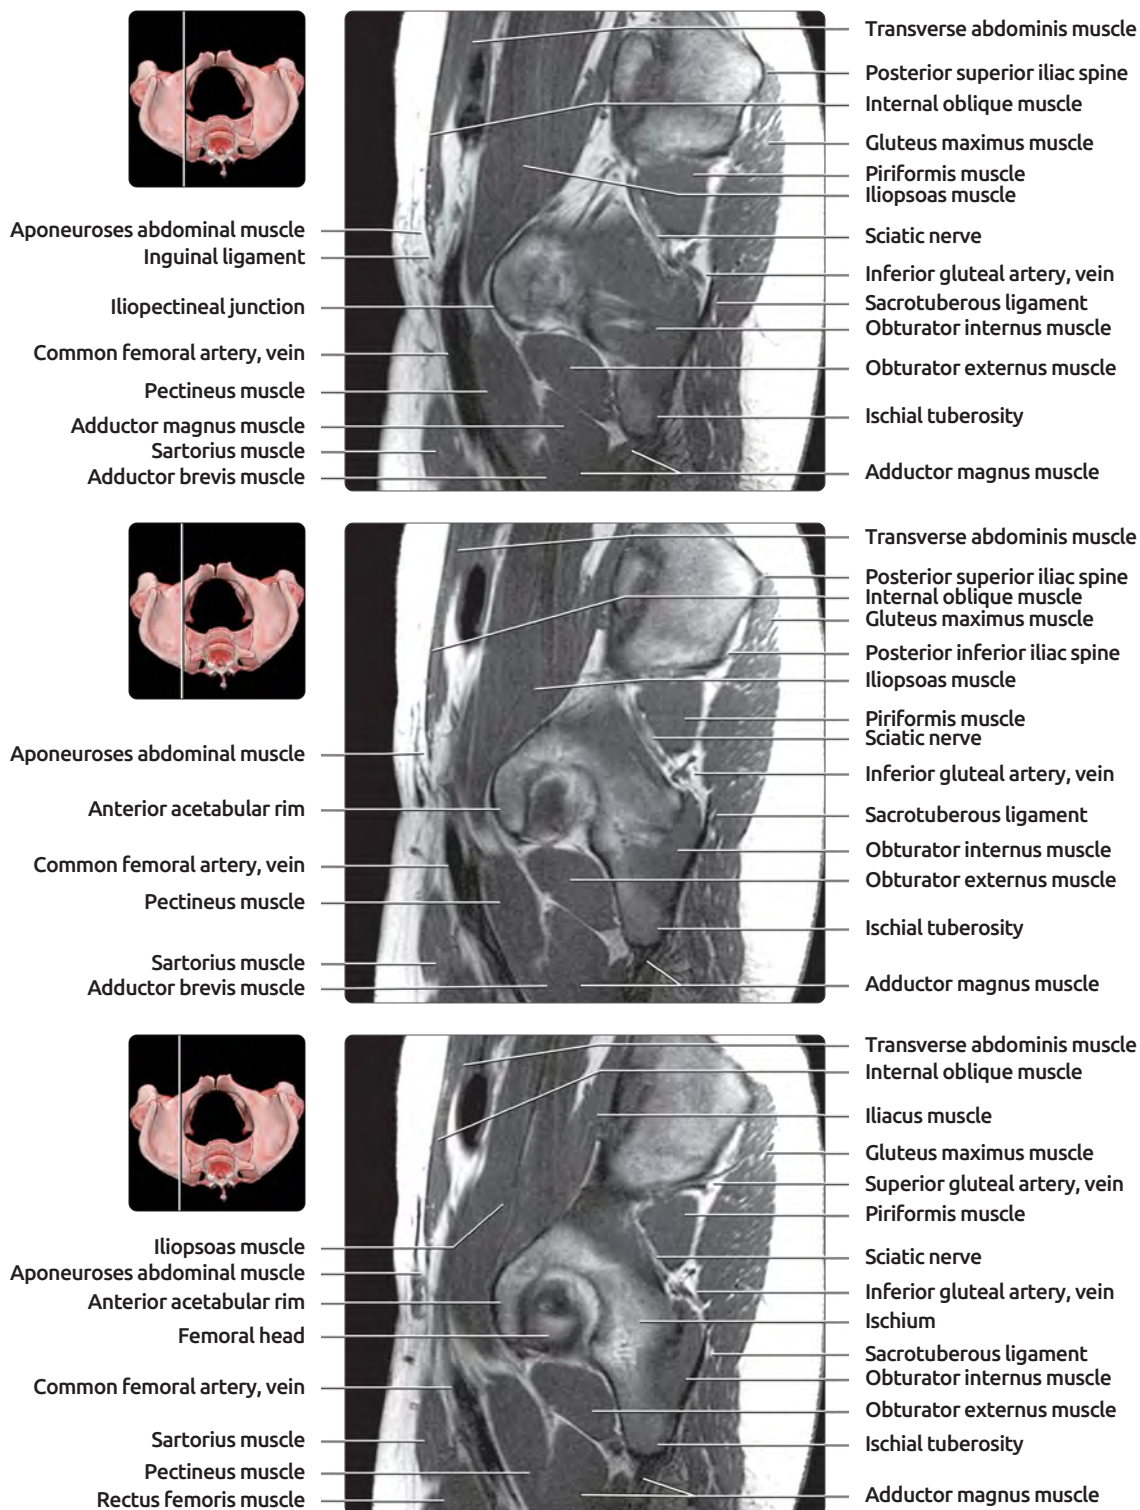 Transverse abdominis muscle
Posterior superior iliac spine
Internal oblique muscle
Gluteus maximus muscle
Piriformis muscle
Iliopsoas muscle
Aponeuroses abdominal muscle
Sciatic nerve
Inguinal ligament
Inferior gluteal artery, vein
Iliopectineal junction
Sacrotuberous ligament
Obturator internus muscle
Common femoral artery, vein
Obturator externus muscle
Pectineus muscle
Ischial tuberosity
Adductor magnus muscle
Sartorius muscle
Adductor magnus muscle
Adductor brevis muscle
Transverse abdominis muscle
Posterior superior iliac spine
Internal oblique muscle
Gluteus maximus muscle
Posterior inferior iliac spine
Iliopsoas muscle
Piriformis muscle
Sciatic nerve
Aponeuroses abdominal muscle
Inferior gluteal artery, vein
Anterior acetabular rim
Sacrotuberous ligament
Obturator internus muscle
Common femoral artery, vein
Obturator externus muscle
Pectineus muscle
Ischial tuberosity
Sartorius muscle
Adductor magnus muscle
Adductor brevis muscle
Transverse abdominis muscle
Internal oblique muscle
Iliacus muscle
Gluteus maximus muscle
Superior gluteal artery, vein
Piriformis muscle
Iliopsoas muscle
Sciatic nerve
Aponeuroses abdominal muscle
Inferior gluteal artery, vein
Anterior acetabular rim
Ischium
Femoral head
Sacrotuberous ligament
Obturator internus muscle
Common femoral artery, vein
Obturator externus muscle
Sartorius muscle
Ischial tuberosity
Pectineus muscle
Adductor magnus muscle
Rectus femoris muscle